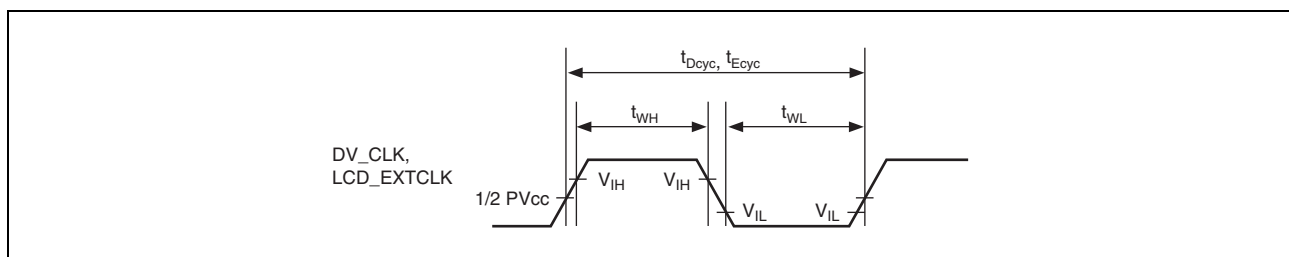 tDcyc, tEcyc
tWH
tWL
DV_CLK,
LCD_EXTCLK
VIH
VIH
1/2 PVcc
VIL
VIL